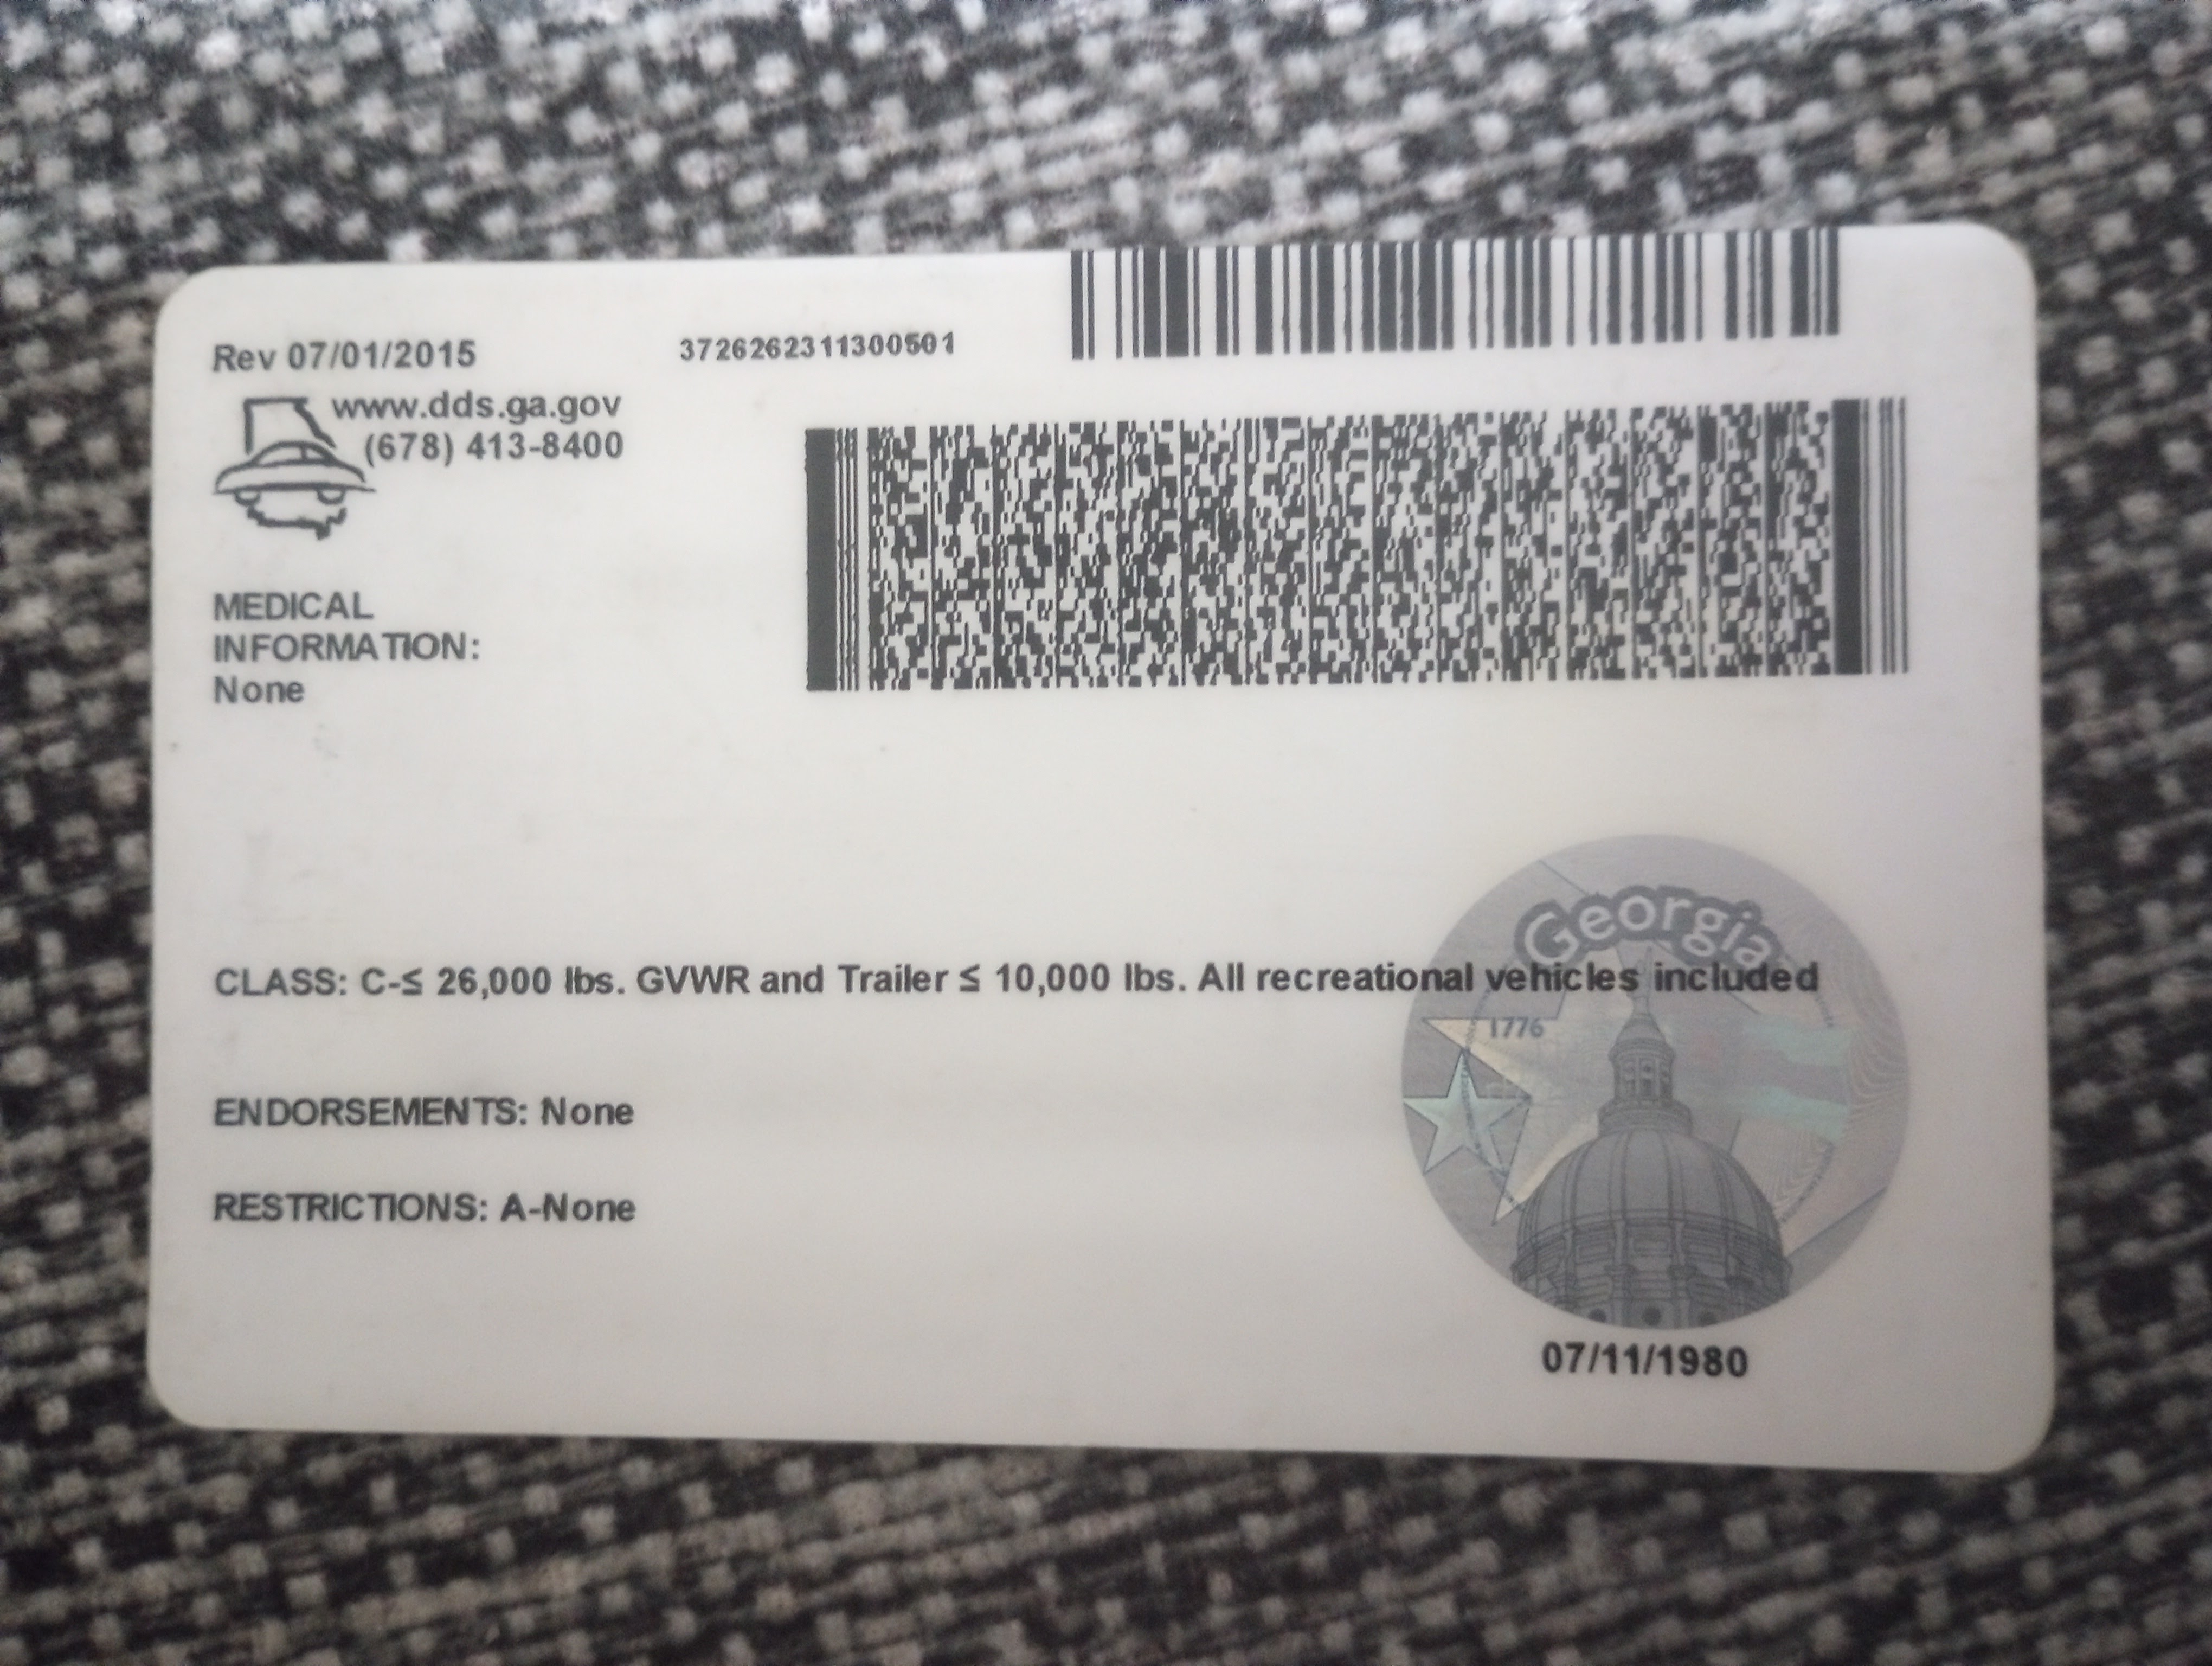 Rev 07/01/2015
3726262311300501
www.dds.ga.gov
(678) 413-8400
MEDICAL
INFORMATION:
None
Georgia
CLASS: C-≤ 26,000 lbs. GVWR and Trailer ≤ 10,000 lbs. All recreational vehicles included
1776
ENDORSEMENTS: None
RESTRICTIONS: A-None
07/11/1980